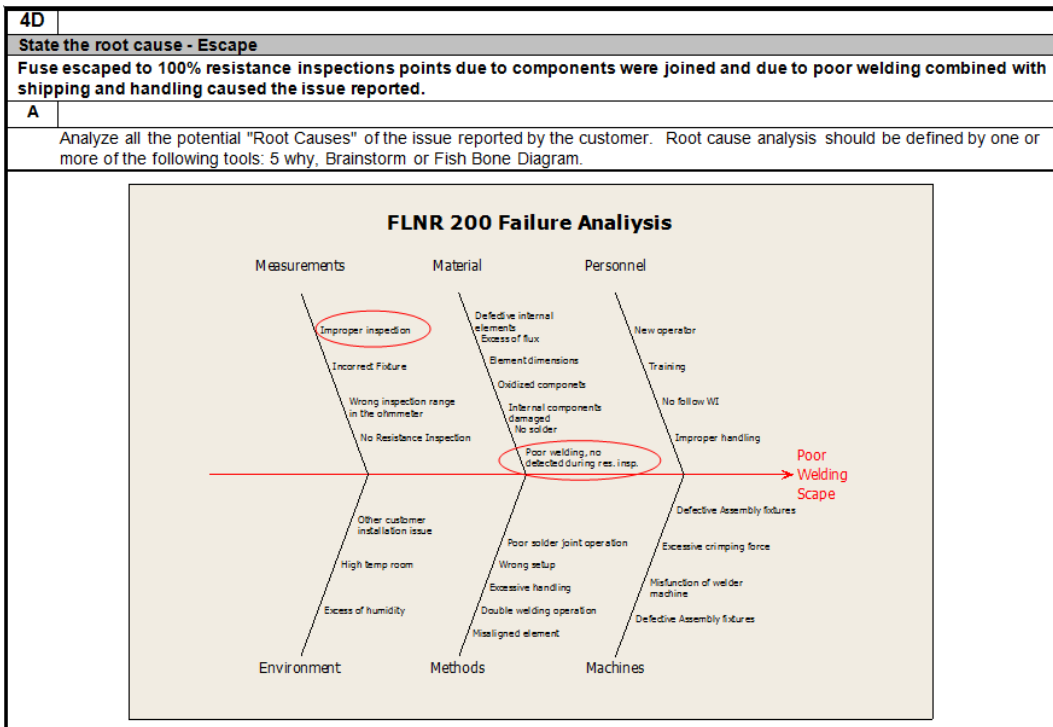 4D
State the root cause - Escape
Fuse escaped to 100% resistance inspections points due to components were joined and due to poor welding combined with
shipping and handling caused the issue reported.
A
Analyze all the potential "Root Causes" of the issue reported by the customer. Root cause analysis should be defined by one or
more of the following tools: 5 why, Brainstorm or Fish Bone Diagram.
FLNR 200 Failure Analiysis
Measurements
Improper inspection
Incorrect Fixture
Wrong inspection range
in the ohmmeter
No Resistance Inspection
Material
Defective internal
elements
Excess of flux
Element dimensions
Oxidized componets
Internal components
damaged
No solder
Poor welding, no
detected during res. insp.
Personnel
New operator
Training
No follow WI
Improper handling
Poor
Welding
Scape
Other customer
installation issue
High temp room
Excess of humidity
Environment
Poor solder joint operation
Wrong setup
Excessive handling
Double welding operation
Misaligned element
Methods
Defective Assembly fixtures
Excessive crimping force
Misfunction of welder
machine
Defective Assembly fixtures
Machines